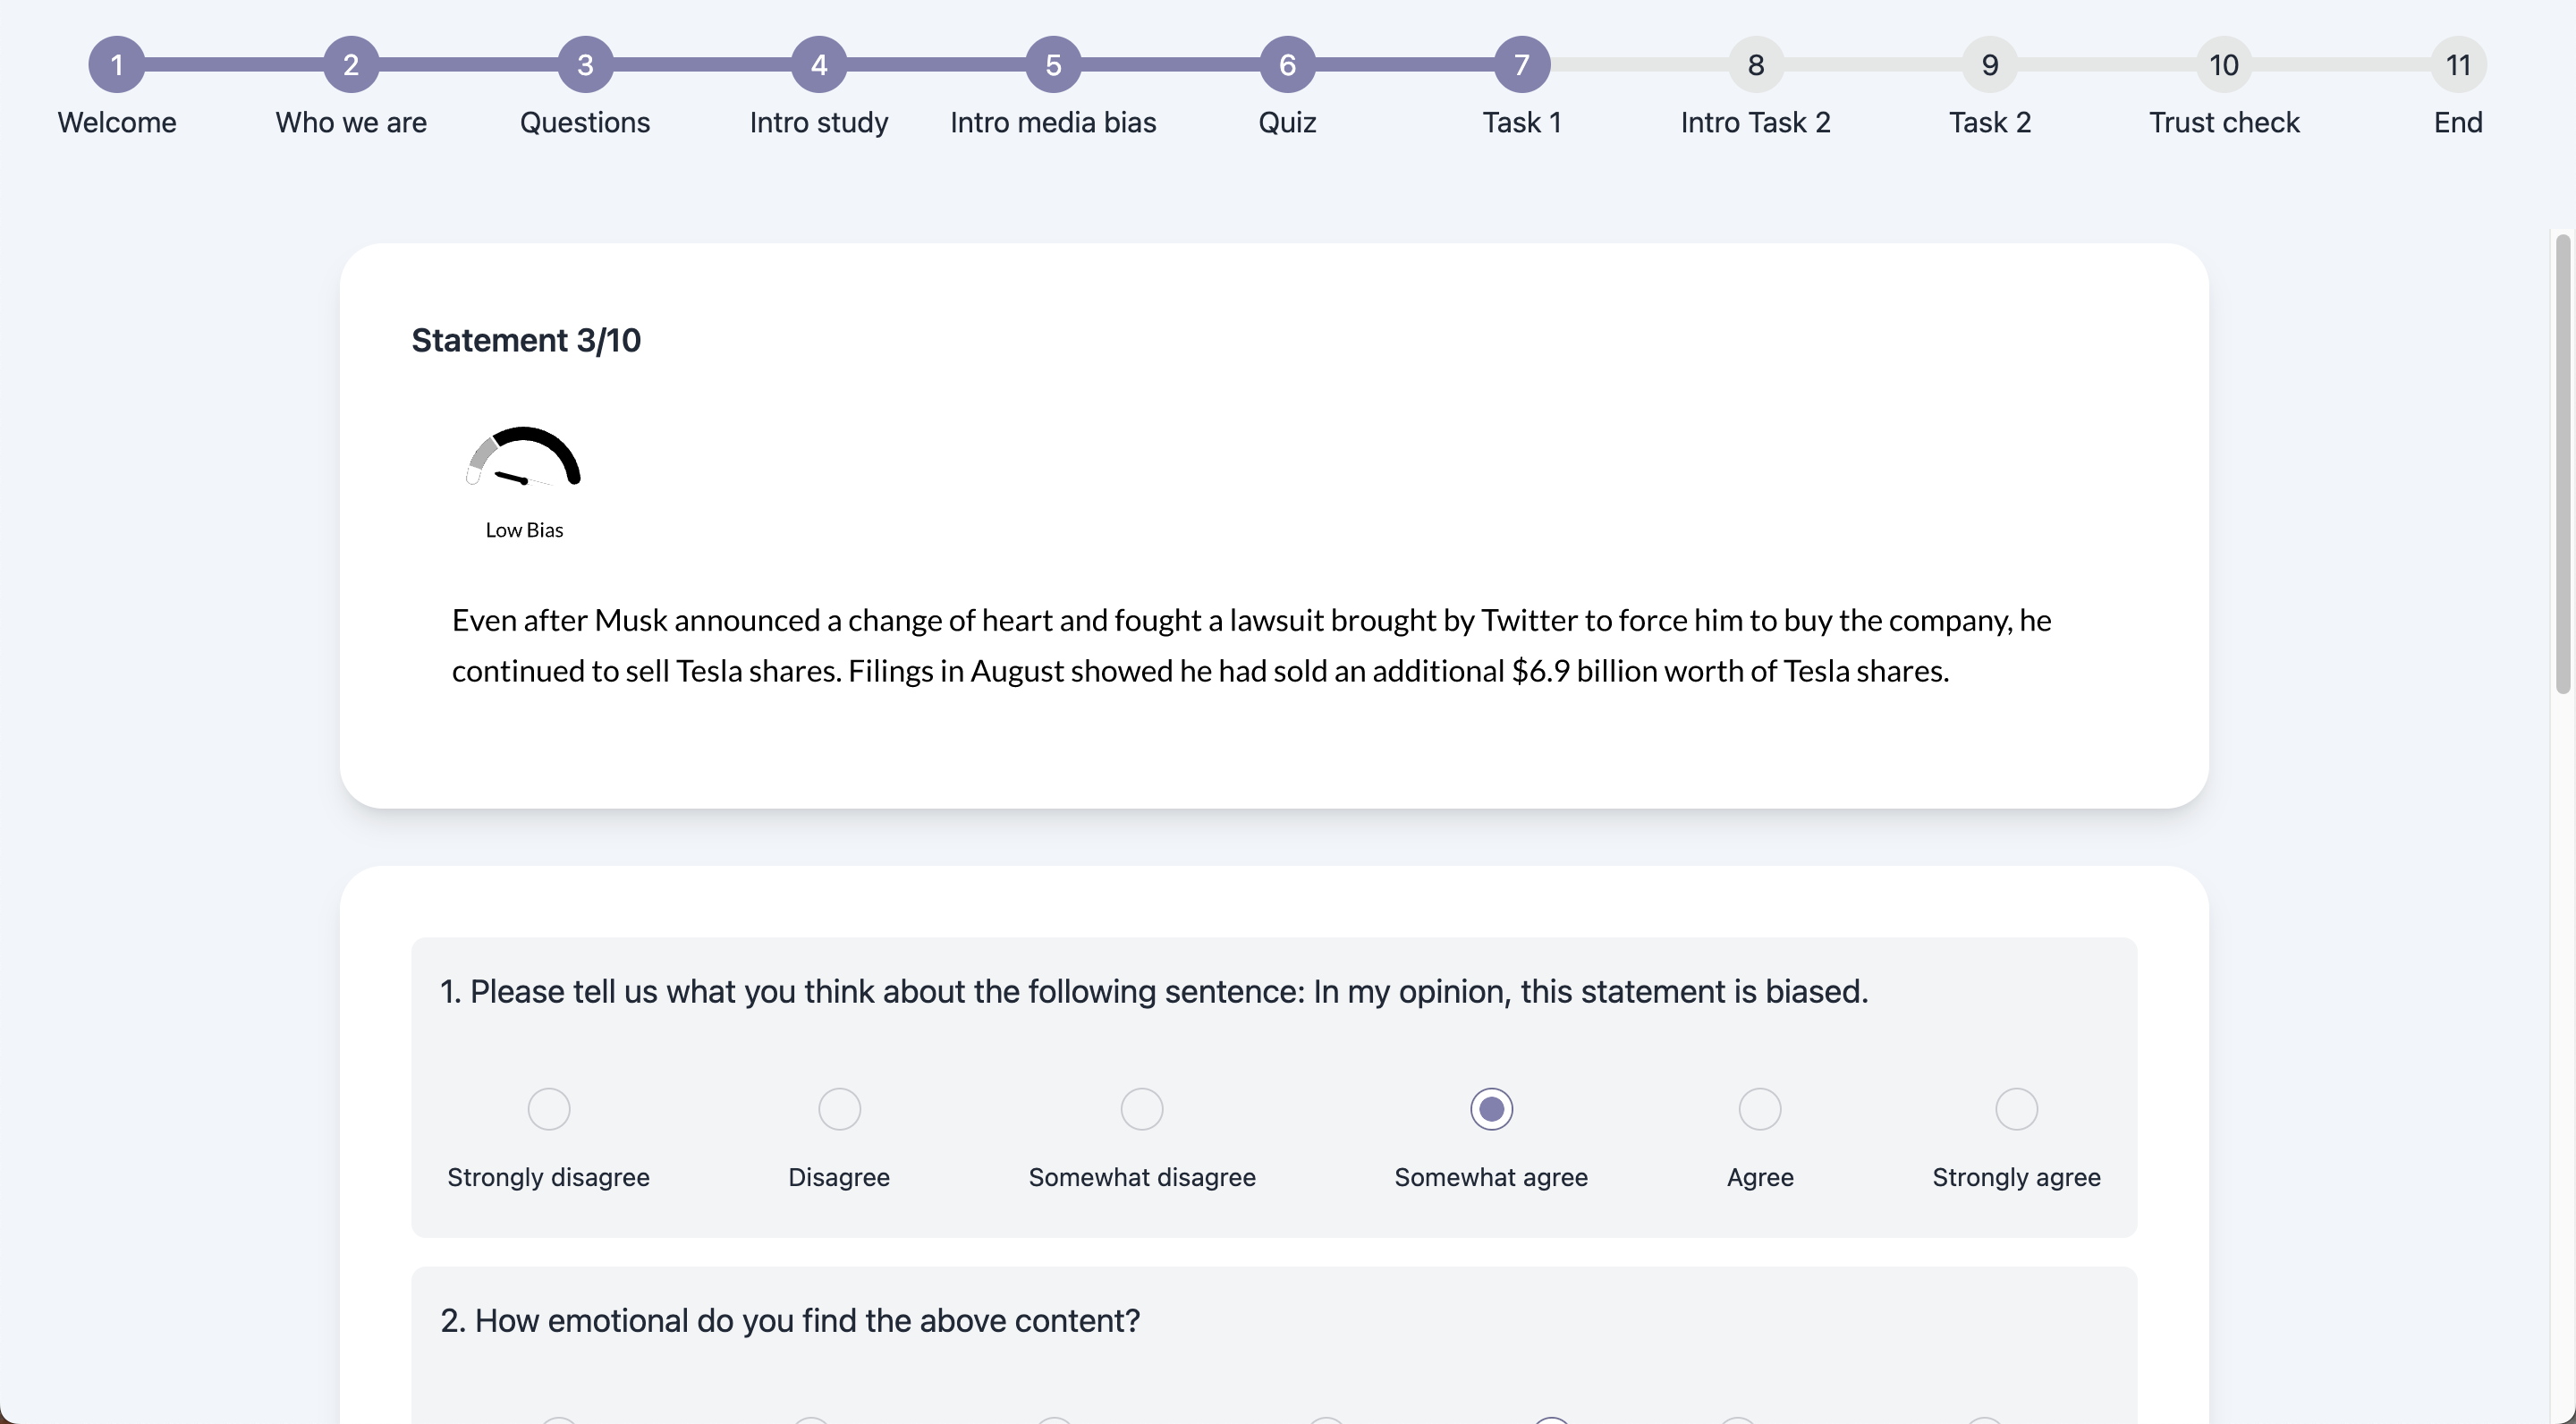 1 2 3 4 5 6 7 8 9 10 11
Welcome Who we are Questions Intro study Intro media bias Quiz Task 1 Intro Task 2 Task 2 Trust check End
Statement 3/10
Low Bias
Even after Musk announced a change of heart and fought a lawsuit brought by Twitter to force him to buy the company, he
continued to sell Tesla shares. Filings in August showed he had sold an additional $6.9 billion worth of Tesla shares.
1. Please tell us what you think about the following sentence: In my opinion, this statement is biased.
Strongly disagree Disagree Somewhat disagree Somewhat agree Agree Strongly agree
2. How emotional do you find the above content?